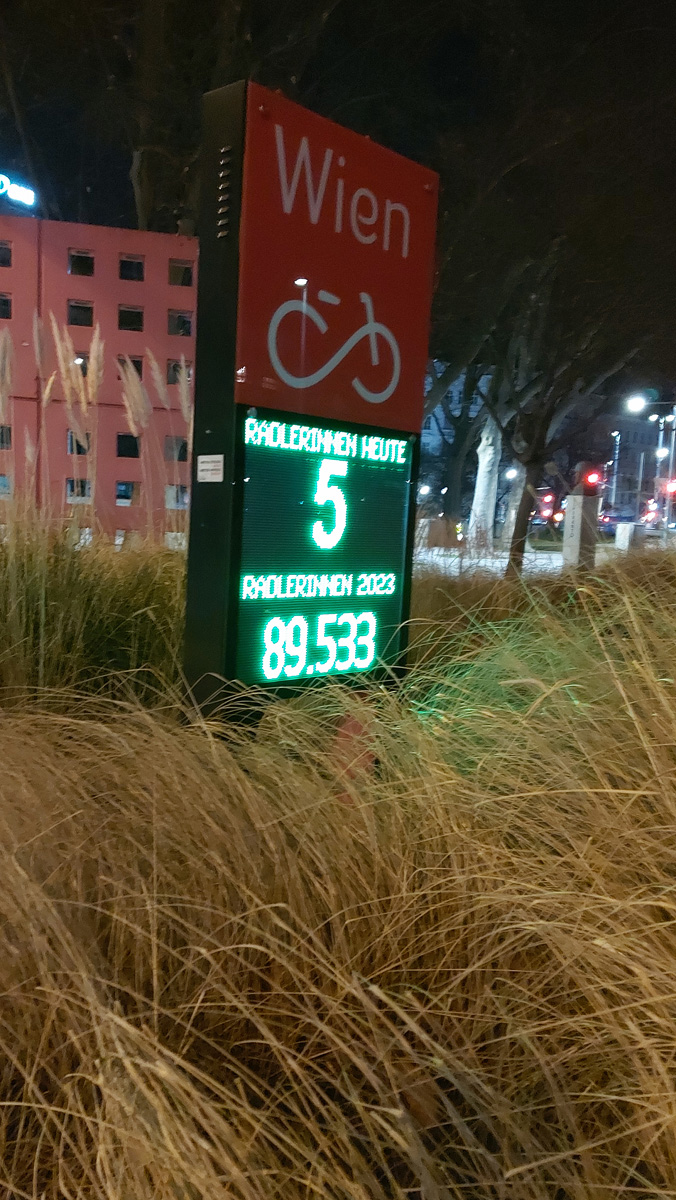 Wien
RADLERINNEN HEUTE
5
RADLERINNEN 2023
89.533